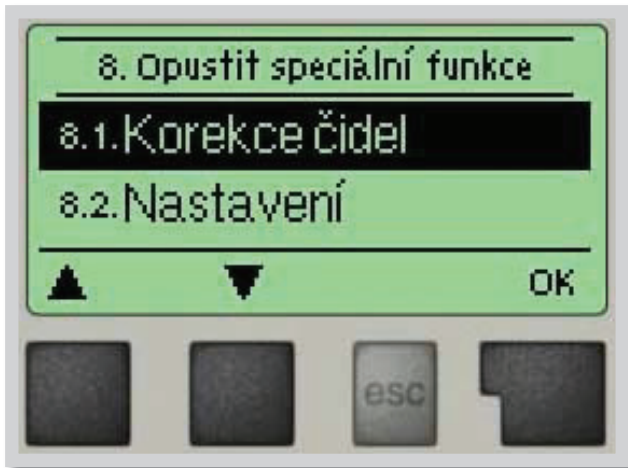 8. Opustit speciální funkce
8.1.Korekce čidel
8.2.Nastavení
▲ ▼ OK
esc